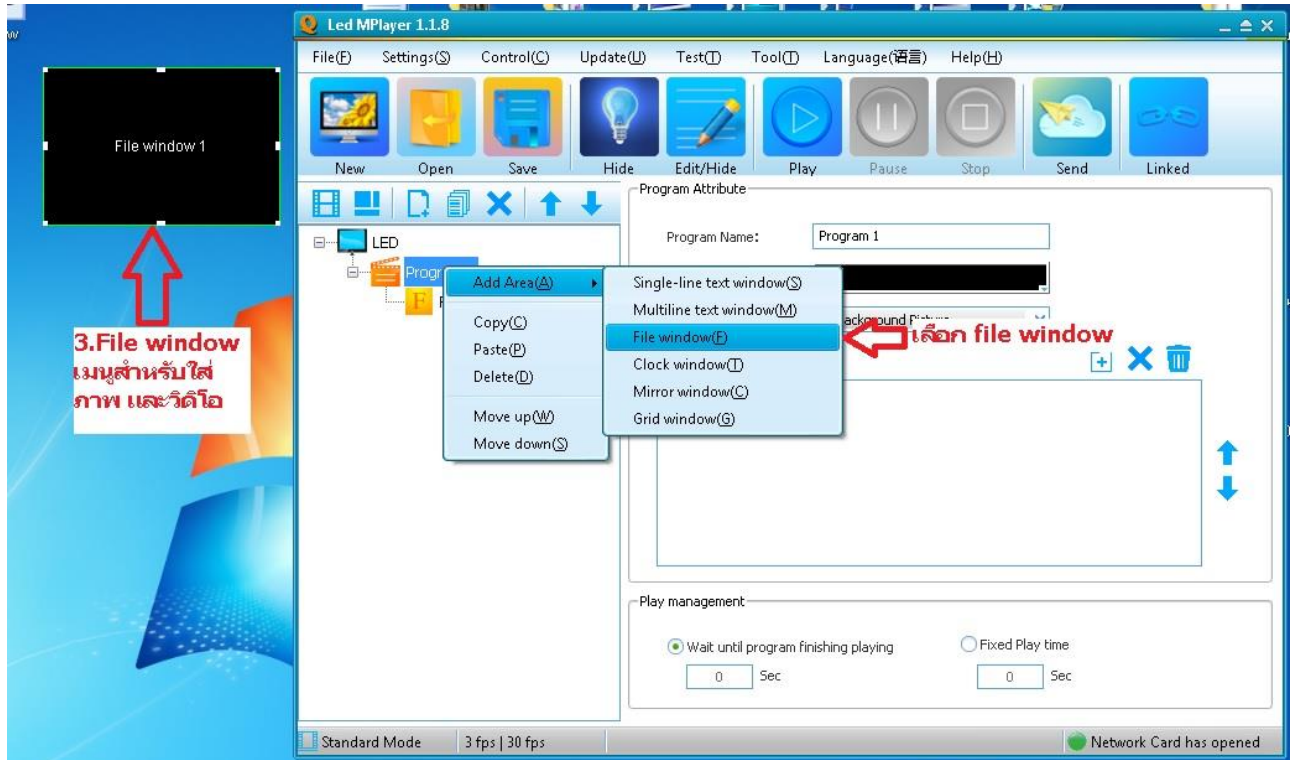 Led MPlayer 1.1.8
File(F) Settings(S) Control(C) Update(U) Test(T) Tool(T) Language(语言) Help(H)
File window 1
New Open Save Hide Edit/Hide Play Pause Stop Send Linked
Program Attribute
LED
Program Name: Program 1
Progr
F
Add Area(A)
Copy(C)
Paste(P)
Delete(D)
Move up(W)
Move down(S)
Single-line text window(S)
Multiline text window(M)
File window(F)
Clock window(T)
Mirror window(C)
Grid window(G)
เลือก file window
3.File window
เมนูสำหรับใส่
ภาพ และวิดิโอ
Play management
Wait until program finishing playing Fixed Play time
0 Sec 0 Sec
Standard Mode 3 fps | 30 fps Network Card has opened